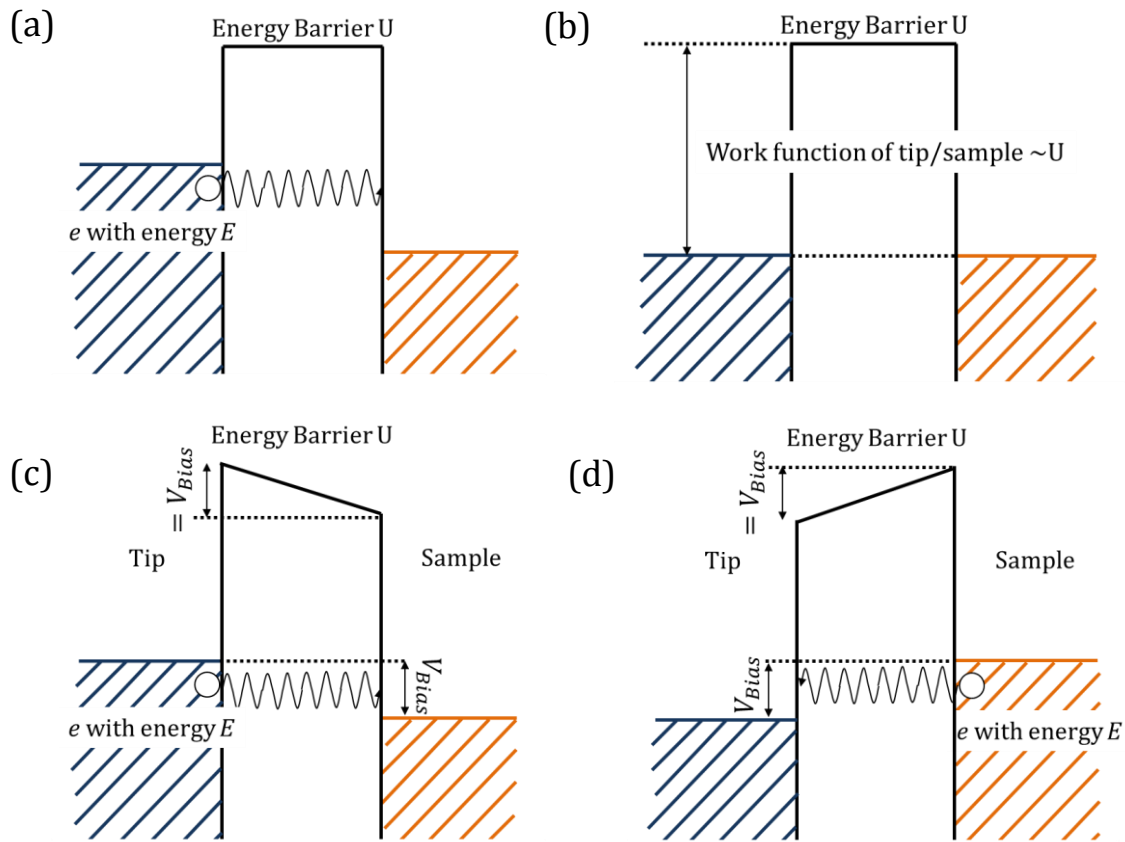 (a)
Energy Barrier U
e with energy E
(b)
Energy Barrier U
Work function of tip/sample ~U
(c)
Energy Barrier U
= V_Bias
Tip
Sample
V_Bias
e with energy E
(d)
Energy Barrier U
= V_Bias
Tip
Sample
V_Bias
e with energy E